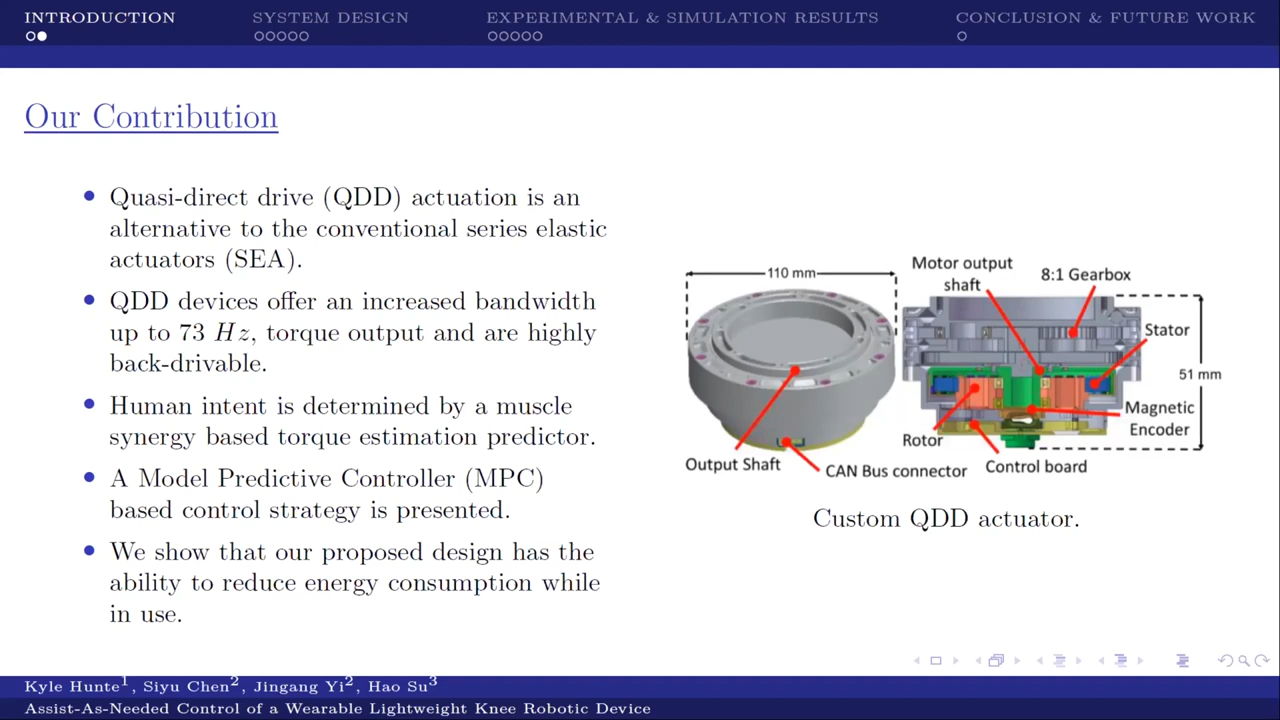 INTRODUCTION
SYSTEM DESIGN
EXPERIMENTAL & SIMULATION RESULTS
CONCLUSION & FUTURE WORK
Our Contribution
• Quasi-direct drive (QDD) actuation is an
alternative to the conventional series elastic
actuators (SEA).
• QDD devices offer an increased bandwidth
up to 73 Hz, torque output and are highly
back-drivable.
• Human intent is determined by a muscle
synergy based torque estimation predictor.
• A Model Predictive Controller (MPC)
based control strategy is presented.
• We show that our proposed design has the
ability to reduce energy consumption while
in use.
110 mm
Output Shaft
CAN Bus connector
Motor output
shaft
8:1 Gearbox
Stator
51 mm
Magnetic
Encoder
Rotor
Control board
Custom QDD actuator.
Kyle Hunte¹, Siyu Chen², Jingang Yi², Hao Su³
Assist-As-Needed Control of a Wearable Lightweight Knee Robotic Device